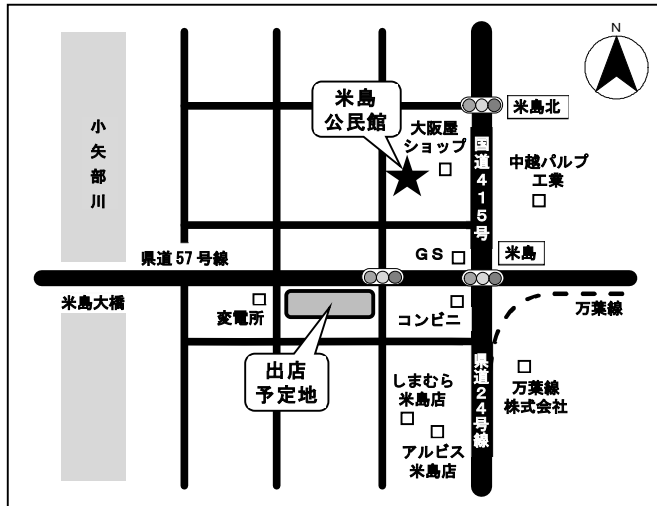 N
米島
公民館
大阪屋
ショップ
米島北
小矢部川
国道415号
中越パルプ
工業
県道57号線
GS
米島
米島大橋
変電所
コンビニ
万葉線
出店
予定地
しまむら
米島店
県道24号線
万葉線
株式会社
アルビス
米島店